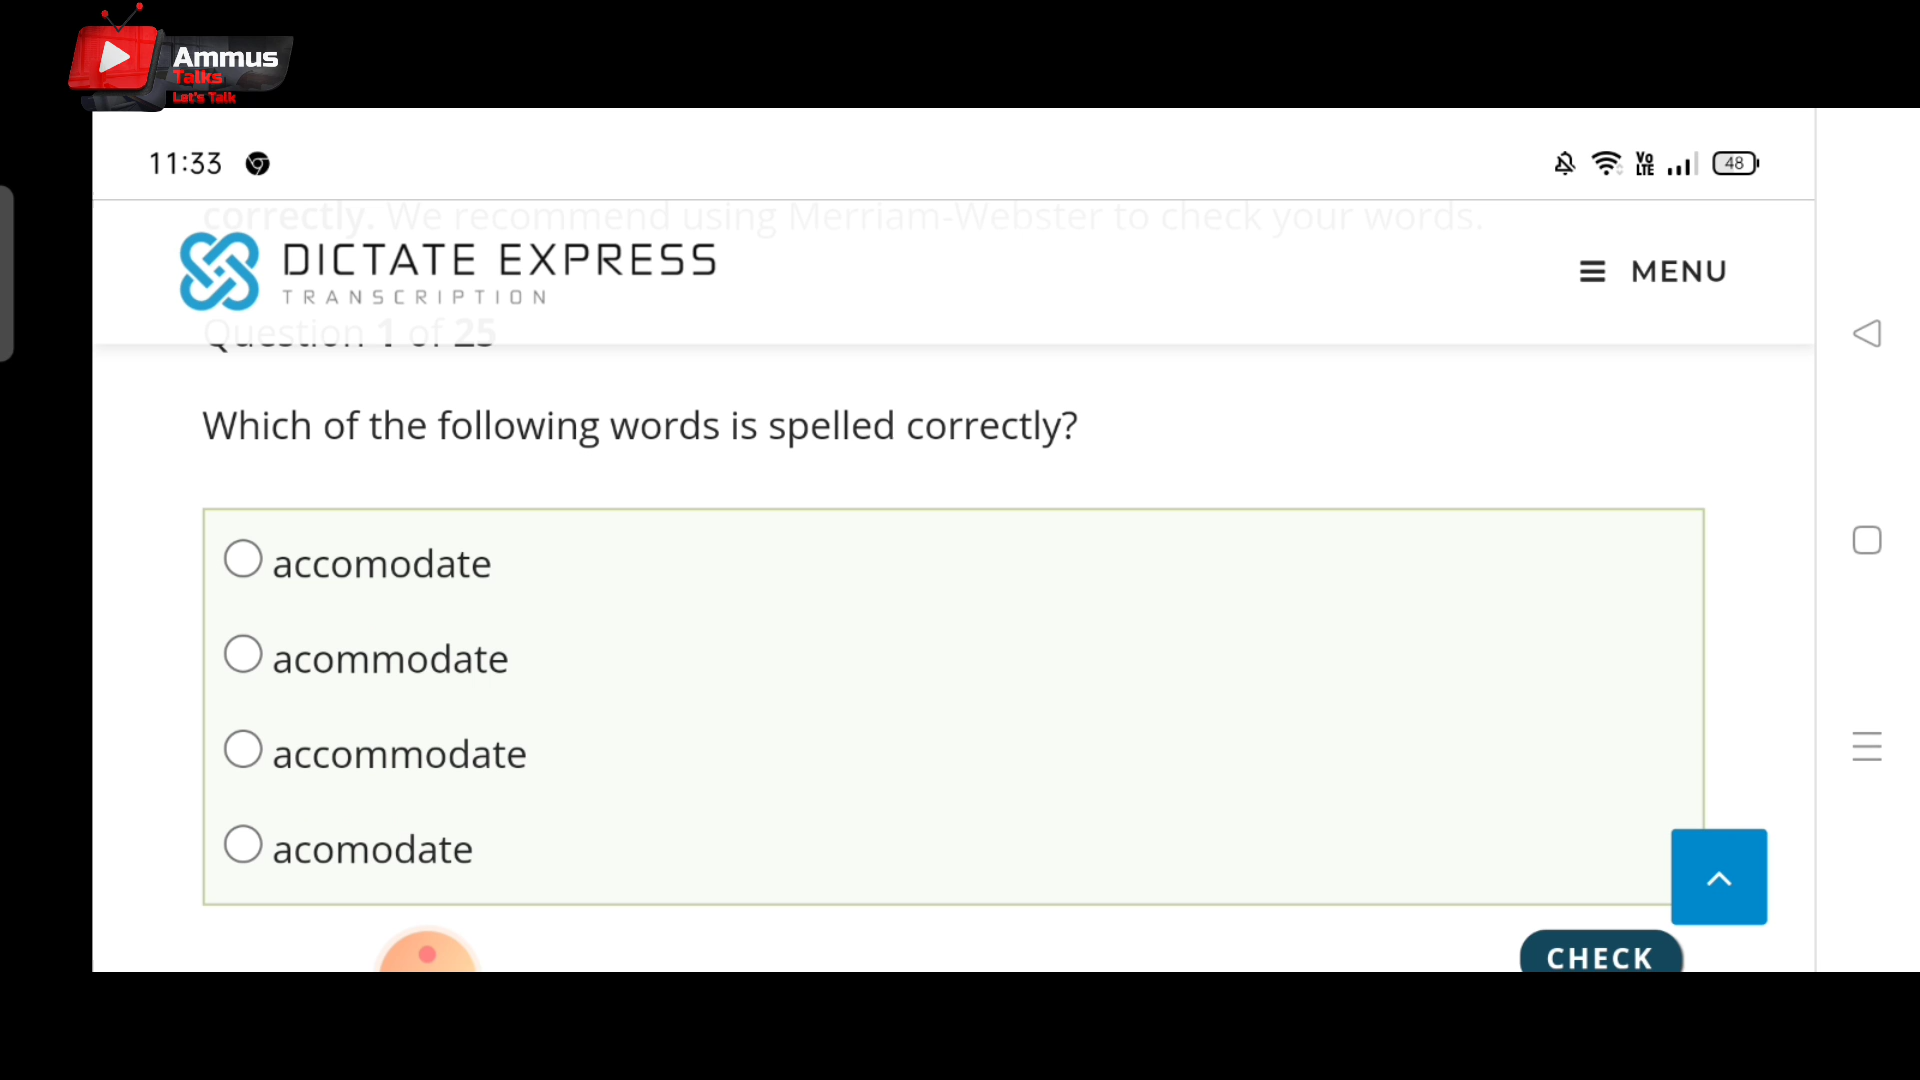 Ammus
Talks
Let's Talk
11:33
Vo
LTE
48
correctly. We recommend using Merriam-Webster to check your words.
DICTATE EXPRESS
TRANSCRIPTION
MENU
Question 1 of 25
Which of the following words is spelled correctly?
accomodate
acommodate
accommodate
acomodate
CHECK